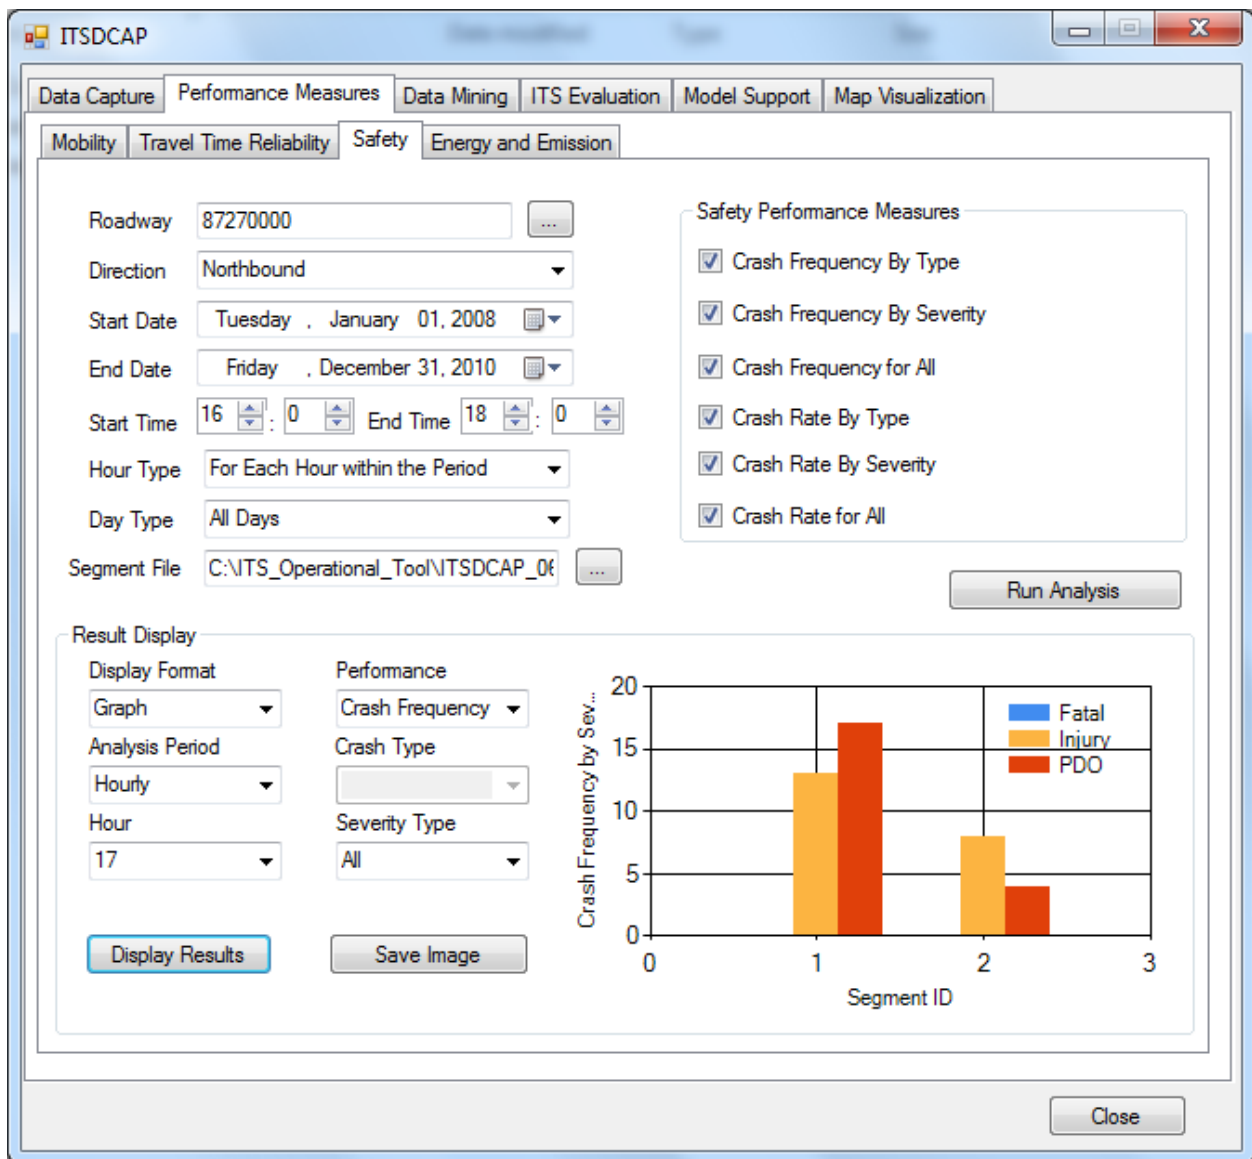 ITSDCAP
Data Capture Performance Measures Data Mining ITS Evaluation Model Support Map Visualization
Mobility Travel Time Reliability Safety Energy and Emission
Roadway 87270000 ...
Direction Northbound
Start Date Tuesday , January 01, 2008
End Date Friday , December 31, 2010
Start Time 16 : 0 End Time 18 : 0
Hour Type For Each Hour within the Period
Day Type All Days
Segment File C:\ITS_Operational_Tool\ITSDCAP_06 ...
Safety Performance Measures
Crash Frequency By Type
Crash Frequency By Severity
Crash Frequency for All
Crash Rate By Type
Crash Rate By Severity
Crash Rate for All
Run Analysis
Result Display
Display Format Performance
Graph Crash Frequency
Analysis Period Crash Type
Hourly
Hour Severity Type
17 All
Display Results Save Image
Crash Frequency by Sev...
20
15
10
5
0
0 1 2 3
Segment ID
Fatal
Injury
PDO
Close